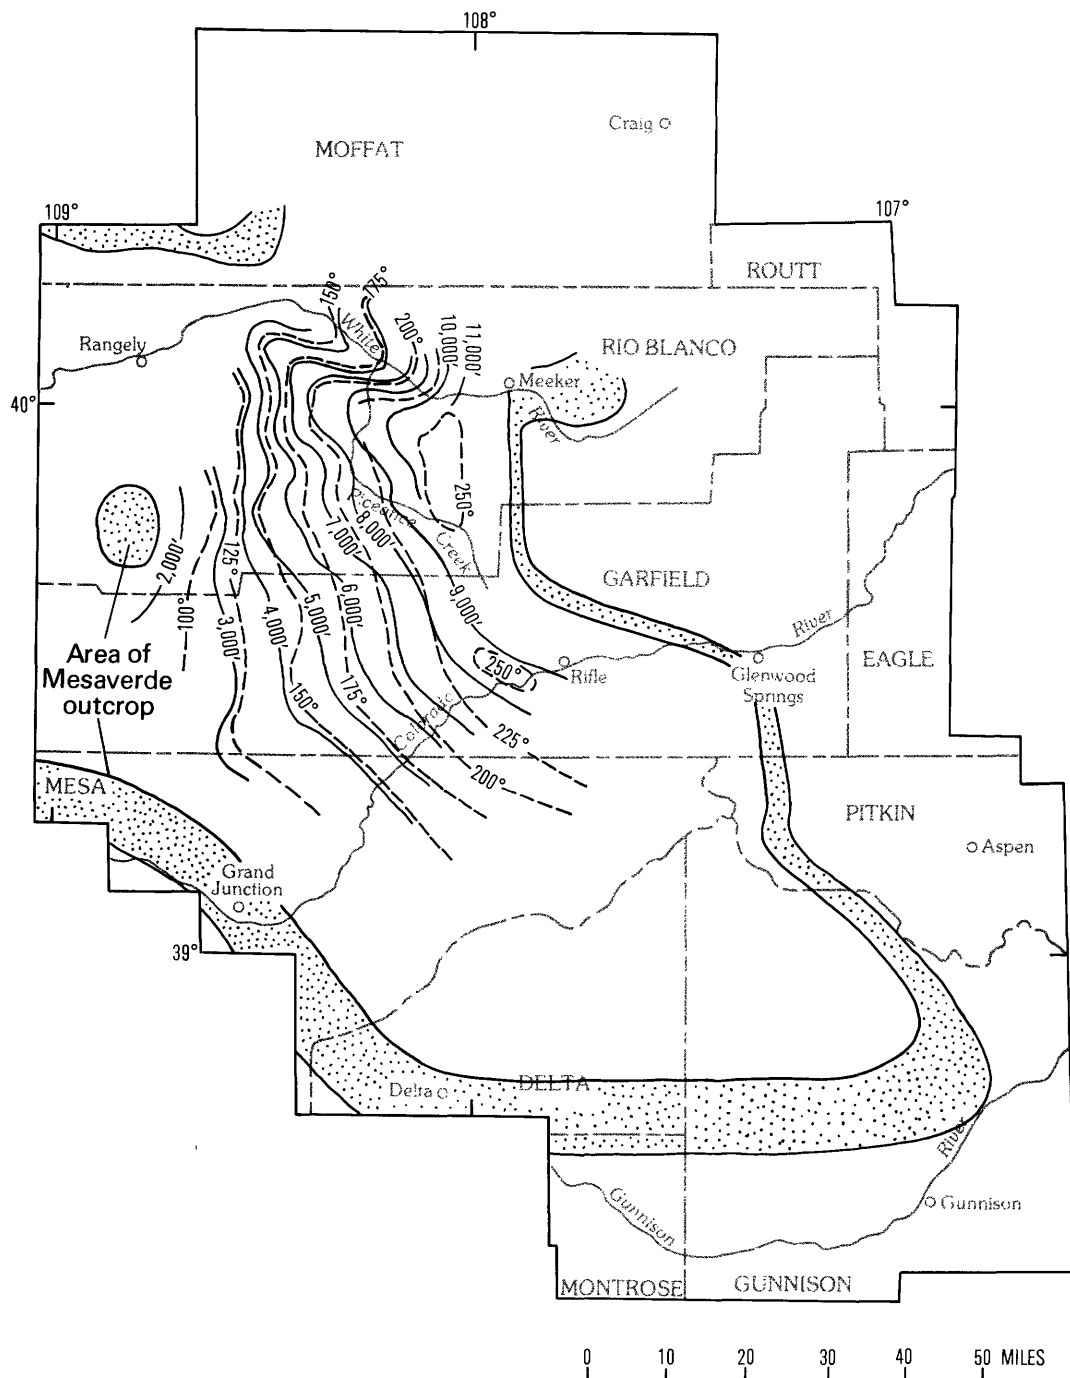 108°
Craig
MOFFAT
109°
107°
ROUTT
150°
175°
White
200°
10,000'
11,000'
Rangely
RIO BLANCO
Meeker
40°
River
250°
Piceance
Creek
7,000'
8,000'
2,000'
125°
100°
3,000'
4,000'
5,000'
6,000'
9,000'
GARFIELD
River
Area of
Mesaverde
outcrop
EAGLE
250°
Rifle
Glenwood
Springs
150°
175°
Colorado
225°
200°
MESA
PITKIN
Aspen
Grand
Junction
39°
Delta
DELTA
River
Gunnison
Gunnison
MONTROSE
GUNNISON
0 10 20 30 40 50 MILES